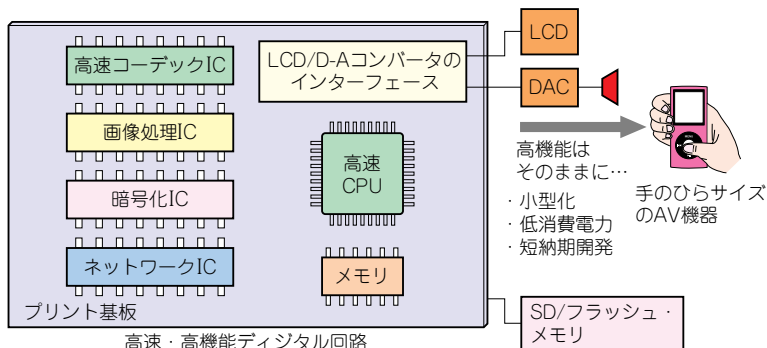 高速コーデックIC
画像処理IC
暗号化IC
ネットワークIC
LCD/D-Aコンバータの
インターフェース
高速
CPU
メモリ
プリント基板
高速・高機能ディジタル回路
LCD
DAC
高機能は
そのままに…
・小型化
・低消費電力
・短納期開発
手のひらサイズ
のAV機器
SD/フラッシュ・
メモリ